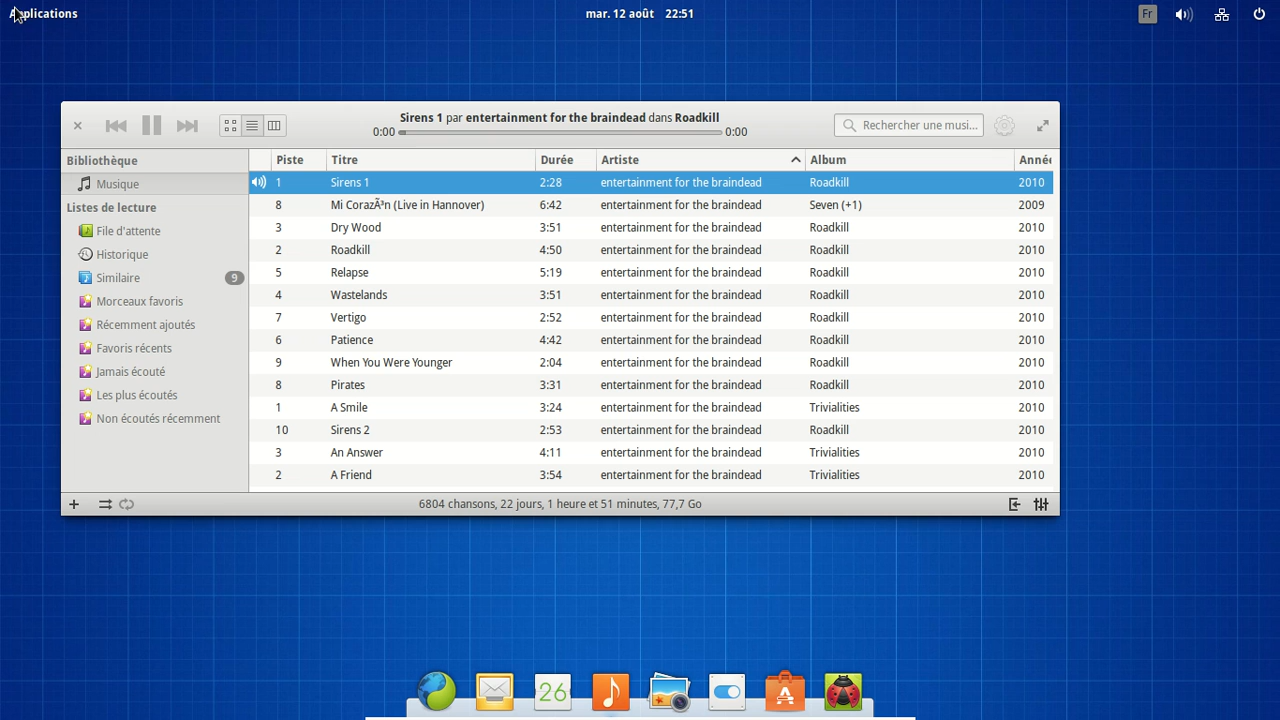 Applications mar. 12 août 22:51 Fr
Sirens 1 par entertainment for the braindead dans Roadkill
0:00 0:00
Rechercher une musi...
Bibliothèque
Musique
Listes de lecture
File d'attente
Historique
Similaire 9
Morceaux favoris
Récemment ajoutés
Favoris récents
Jamais écouté
Les plus écoutés
Non écoutés récemment
Piste Titre Durée Artiste Album Année
1 Sirens 1 2:28 entertainment for the braindead Roadkill 2010
8 Mi CorazÃ³n (Live in Hannover) 6:42 entertainment for the braindead Seven (+1) 2009
3 Dry Wood 3:51 entertainment for the braindead Roadkill 2010
2 Roadkill 4:50 entertainment for the braindead Roadkill 2010
5 Relapse 5:19 entertainment for the braindead Roadkill 2010
4 Wastelands 3:51 entertainment for the braindead Roadkill 2010
7 Vertigo 2:52 entertainment for the braindead Roadkill 2010
6 Patience 4:42 entertainment for the braindead Roadkill 2010
9 When You Were Younger 2:04 entertainment for the braindead Roadkill 2010
8 Pirates 3:31 entertainment for the braindead Roadkill 2010
1 A Smile 3:24 entertainment for the braindead Trivialities 2010
10 Sirens 2 2:53 entertainment for the braindead Roadkill 2010
3 An Answer 4:11 entertainment for the braindead Trivialities 2010
2 A Friend 3:54 entertainment for the braindead Trivialities 2010
6804 chansons, 22 jours, 1 heure et 51 minutes, 77,7 Go
26
A